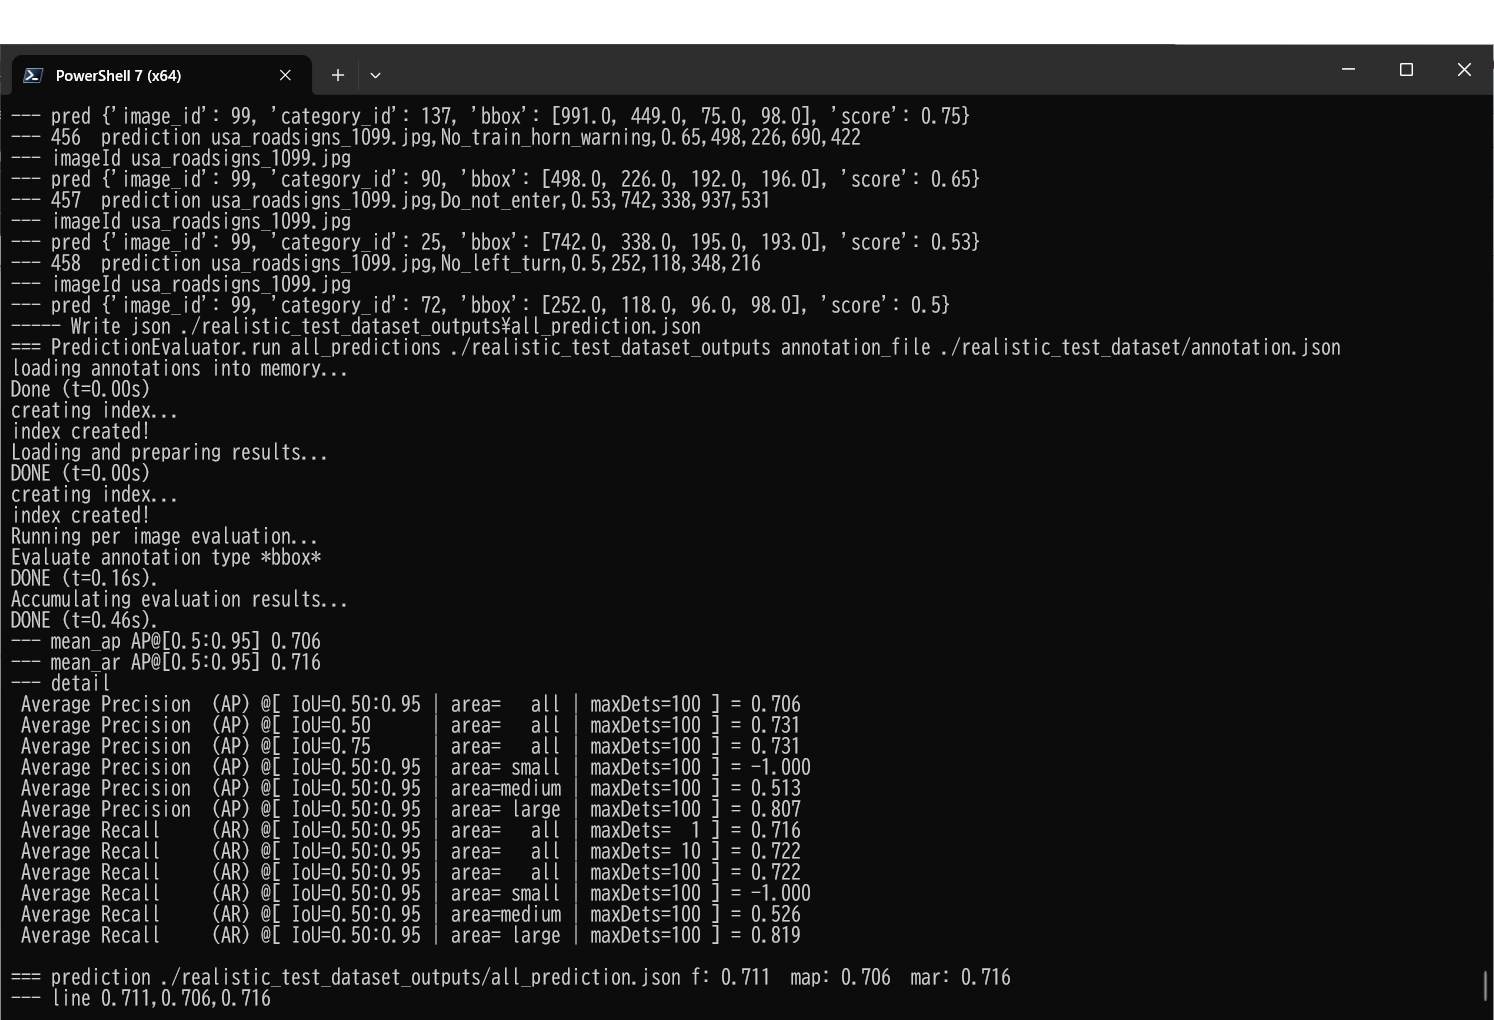 PowerShell 7 (x64)
--- pred {'image_id': 99, 'category_id': 137, 'bbox': [991.0, 449.0, 75.0, 98.0], 'score': 0.75}
--- 456  prediction usa_roadsigns_1099.jpg,No_train_horn_warning,0.65,498,226,690,422
--- imageId usa_roadsigns_1099.jpg
--- pred {'image_id': 99, 'category_id': 90, 'bbox': [498.0, 226.0, 192.0, 196.0], 'score': 0.65}
--- 457  prediction usa_roadsigns_1099.jpg,Do_not_enter,0.53,742,338,937,531
--- imageId usa_roadsigns_1099.jpg
--- pred {'image_id': 99, 'category_id': 25, 'bbox': [742.0, 338.0, 195.0, 193.0], 'score': 0.53}
--- 458  prediction usa_roadsigns_1099.jpg,No_left_turn,0.5,252,118,348,216
--- imageId usa_roadsigns_1099.jpg
--- pred {'image_id': 99, 'category_id': 72, 'bbox': [252.0, 118.0, 96.0, 98.0], 'score': 0.5}
----- Write json ./realistic_test_dataset_outputs¥all_prediction.json
=== PredictionEvaluator.run all_predictions ./realistic_test_dataset_outputs annotation_file ./realistic_test_dataset/annotation.json
loading annotations into memory...
Done (t=0.00s)
creating index...
index created!
Loading and preparing results...
DONE (t=0.00s)
creating index...
index created!
Running per image evaluation...
Evaluate annotation type *bbox*
DONE (t=0.16s).
Accumulating evaluation results...
DONE (t=0.46s).
--- mean_ap AP@[0.5:0.95] 0.706
--- mean_ar AP@[0.5:0.95] 0.716
--- detail
 Average Precision  (AP) @[ IoU=0.50:0.95 | area=   all | maxDets=100 ] = 0.706
 Average Precision  (AP) @[ IoU=0.50      | area=   all | maxDets=100 ] = 0.731
 Average Precision  (AP) @[ IoU=0.75      | area=   all | maxDets=100 ] = 0.731
 Average Precision  (AP) @[ IoU=0.50:0.95 | area= small | maxDets=100 ] = -1.000
 Average Precision  (AP) @[ IoU=0.50:0.95 | area=medium | maxDets=100 ] = 0.513
 Average Precision  (AP) @[ IoU=0.50:0.95 | area= large | maxDets=100 ] = 0.807
 Average Recall     (AR) @[ IoU=0.50:0.95 | area=   all | maxDets=  1 ] = 0.716
 Average Recall     (AR) @[ IoU=0.50:0.95 | area=   all | maxDets= 10 ] = 0.722
 Average Recall     (AR) @[ IoU=0.50:0.95 | area=   all | maxDets=100 ] = 0.722
 Average Recall     (AR) @[ IoU=0.50:0.95 | area= small | maxDets=100 ] = -1.000
 Average Recall     (AR) @[ IoU=0.50:0.95 | area=medium | maxDets=100 ] = 0.526
 Average Recall     (AR) @[ IoU=0.50:0.95 | area= large | maxDets=100 ] = 0.819
=== prediction ./realistic_test_dataset_outputs/all_prediction.json f: 0.711  map: 0.706  mar: 0.716
--- line 0.711,0.706,0.716